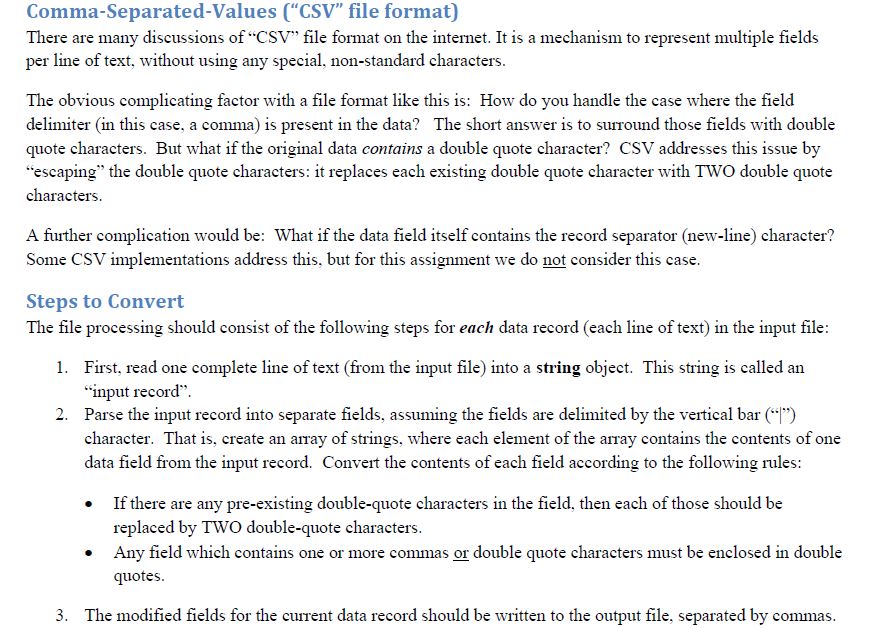 Comma-Separated-Values (“CSV” file format)
There are many discussions of “CSV” file format on the internet. It is a mechanism to represent multiple fields
per line of text, without using any special, non-standard characters.
The obvious complicating factor with a file format like this is:  How do you handle the case where the field
delimiter (in this case, a comma) is present in the data?   The short answer is to surround those fields with double
quote characters.  But what if the original data contains a double quote character?  CSV addresses this issue by
“escaping” the double quote characters: it replaces each existing double quote character with TWO double quote
characters.
A further complication would be:  What if the data field itself contains the record separator (new-line) character?
Some CSV implementations address this, but for this assignment we do not consider this case.
Steps to Convert
The file processing should consist of the following steps for each data record (each line of text) in the input file:
1.  First, read one complete line of text (from the input file) into a string object.  This string is called an
“input record”.
2.  Parse the input record into separate fields, assuming the fields are delimited by the vertical bar (“|”)
character.  That is, create an array of strings, where each element of the array contains the contents of one
data field from the input record.  Convert the contents of each field according to the following rules:
• If there are any pre-existing double-quote characters in the field, then each of those should be
replaced by TWO double-quote characters.
• Any field which contains one or more commas or double quote characters must be enclosed in double
quotes.
3.  The modified fields for the current data record should be written to the output file, separated by commas.